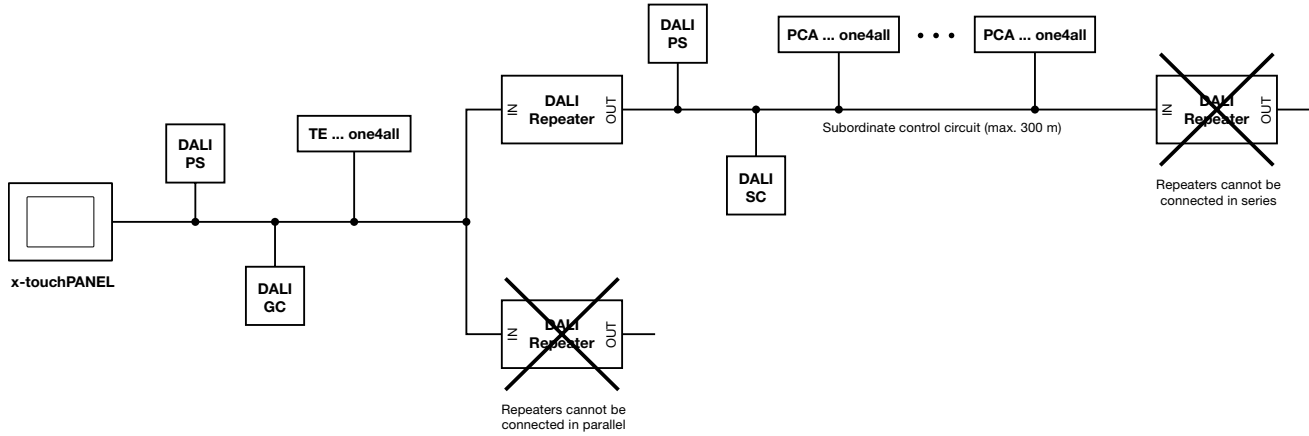 DALI
PS
PCA ... one4all
• • •
PCA ... one4all
IN
DALI
Repeater
OUT
Subordinate control circuit (max. 300 m)
IN
DALI
Repeater
OUT
Repeaters cannot be
connected in series
DALI
SC
TE ... one4all
DALI
PS
x-touchPANEL
DALI
GC
IN
DALI
Repeater
OUT
Repeaters cannot be
connected in parallel